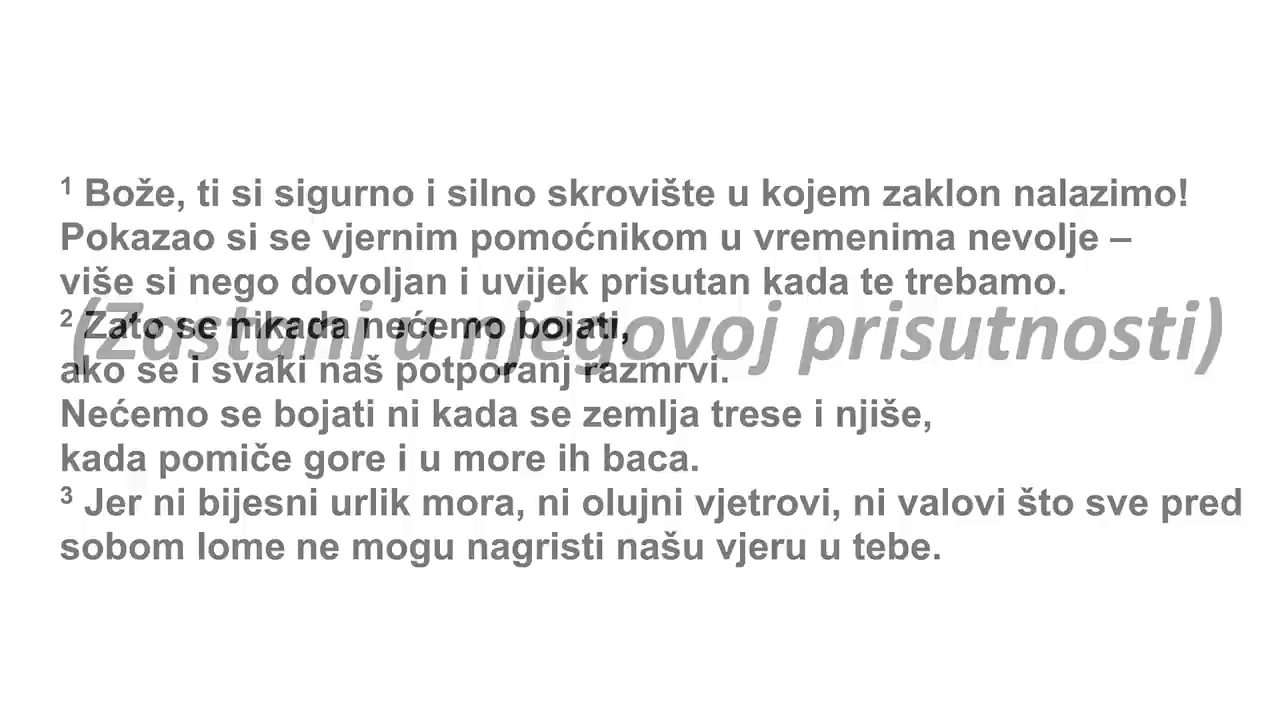 ¹ Bože, ti si sigurno i silno skrovište u kojem zaklon nalazimo!
Pokazao si se vjernim pomoćnikom u vremenima nevolje –
više si nego dovoljan i uvijek prisutan kada te trebamo.
² Zato se nikada nećemo bojati,
(Zastani u njegovoj prisutnosti)
ako se i svaki naš potporanj razmrvi.
Nećemo se bojati ni kada se zemlja trese i njiše,
kada pomiče gore i u more ih baca.
³ Jer ni bijesni urlik mora, ni olujni vjetrovi, ni valovi što sve pred
sobom lome ne mogu nagristi našu vjeru u tebe.